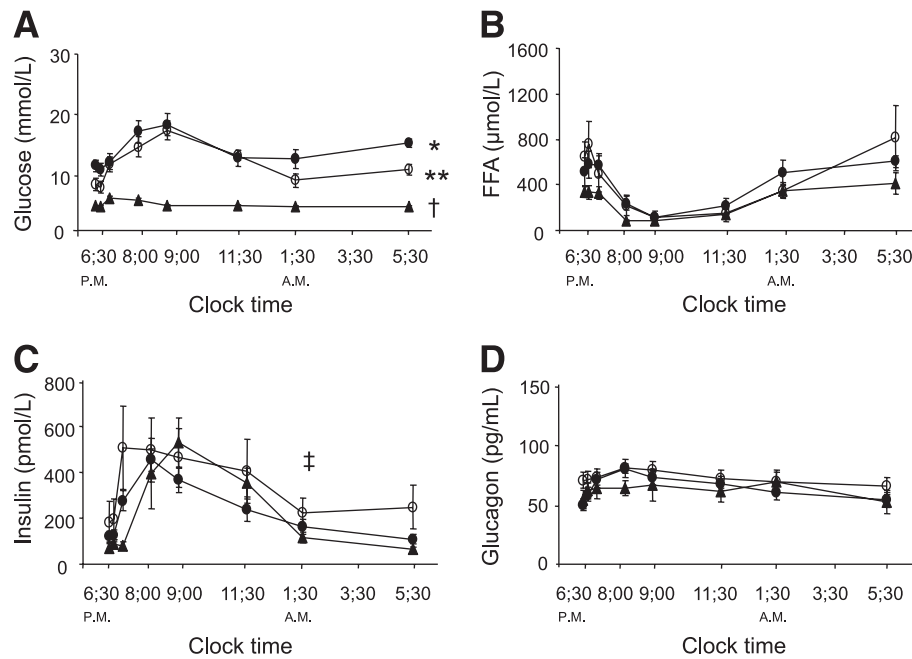 A
Glucose (mmol/L)
30
20
10
0
*
**
†
6;30 8;00 9;00 11;30 1;30 3;30 5;30
P.M. A.M.
Clock time
B
FFA (µmol/L)
1600
1200
800
400
0
6:30 8:00 9:00 11;30 1;30 3;30 5;30
P.M. A.M.
Clock time
C
Insulin (pmol/L)
800
600
400
200
0
‡
6;30 8;00 9;00 11;30 1;30 3;30 5;30
P.M. A.M.
Clock time
D
Glucagon (pg/mL)
150
100
50
0
6:30 8:00 9:00 11;30 1;30 3;30 5;30
P.M. A.M.
Clock time